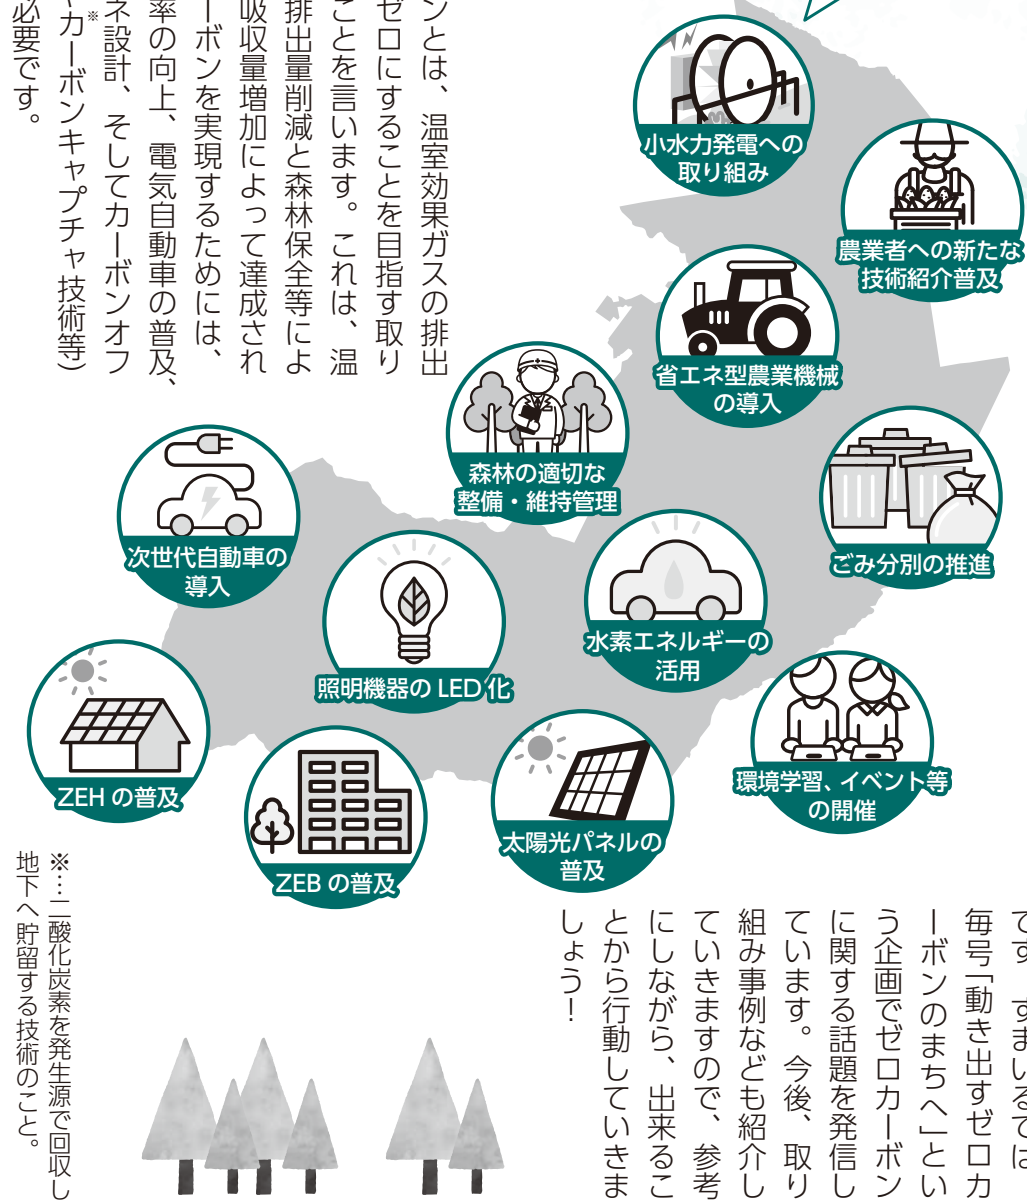 ンとは、温室効果ガスの排出
ゼロにすることを目指す取り
ことを言います。これは、温
排出量削減と森林保全等によ
吸収量増加によって達成され
ーボンを実現するためには、
率の向上、電気自動車の普及、
ネ設計、そしてカーボンオフ
カーボンキャプチャ※技術等）
必要です。
小水力発電への
取り組み
農業者への新たな
技術紹介普及
省エネ型農業機械
の導入
森林の適切な
整備・維持管理
ごみ分別の推進
次世代自動車の
導入
照明機器の LED 化
水素エネルギーの
活用
ZEH の普及
ZEB の普及
太陽光パネルの
普及
環境学習、イベント等
の開催
※…二酸化炭素を発生源で回収し
地下へ貯留する技術のこと。
です。すまいるでは
毎号「動き出すゼロカ
ーボンのまちへ」とい
う企画でゼロカーボン
に関する話題を発信し
ています。今後、取り
組み事例なども紹介し
ていきますので、参考
にしながら、出来るこ
とから行動していきま
しょう！